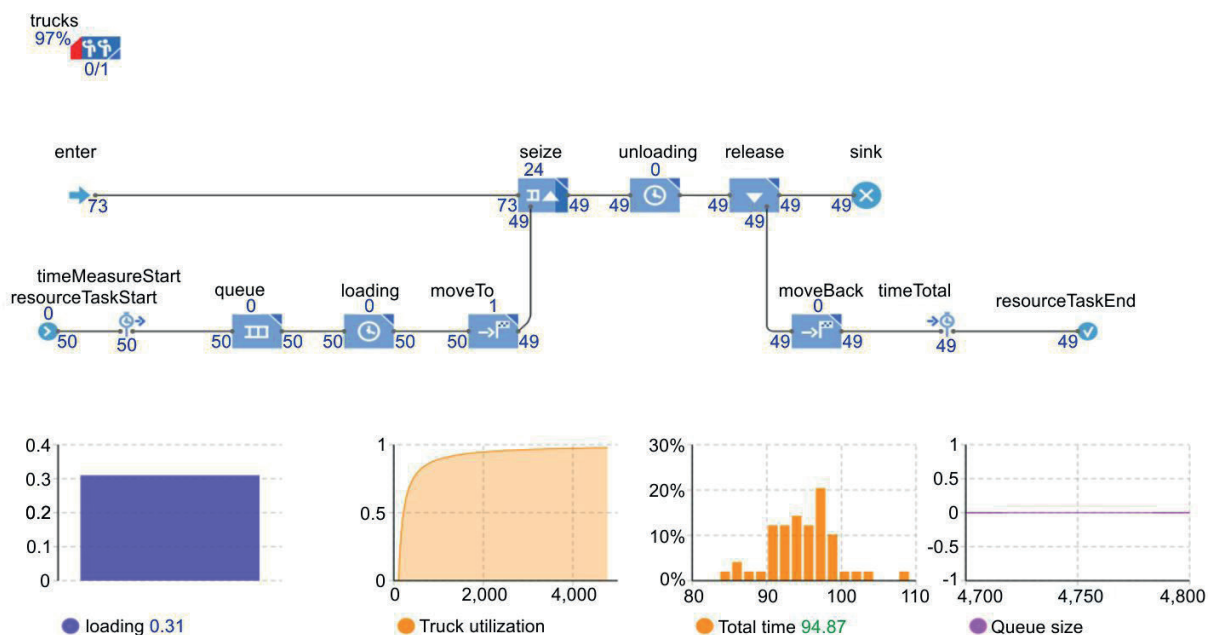 trucks
97%
0/1
enter seize unloading release sink
24 0
73 73 49 49 49 49 49 49
49 49
timeMeasureStart
resourceTaskStart queue loading moveTo moveBack timeTotal resourceTaskEnd
0 0 0 1 0
50 50 50 50 50 50 50 49 49 49 49 49
0.4 1 30% 1
0.3 20% 0.5
0.2 0.5 0
0.1 10% -0.5
0 0 0% -1
0 2,000 4,000 80 90 100 110 4,700 4,750 4,800
loading 0.31 Truck utilization Total time 94.87 Queue size